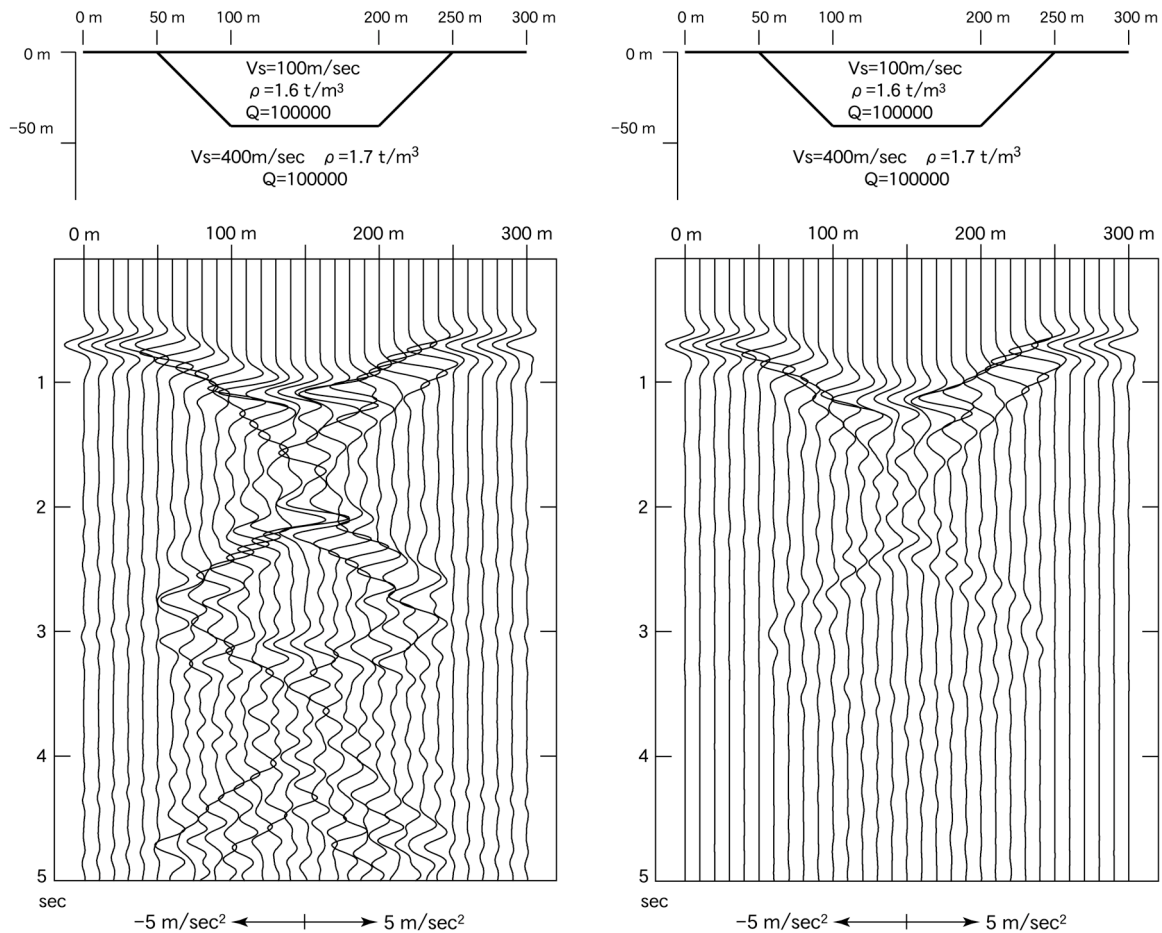 0 m 50 m 100 m 200 m 250 m 300 m
0 m
Vs=100m/sec
ρ=1.6 t/m³
Q=100000
−50 m
Vs=400m/sec ρ=1.7 t/m³
Q=100000
0 m 100 m 200 m 300 m
1
2
3
4
5
sec
−5 m/sec² 5 m/sec²
0 m 50 m 100 m 200 m 250 m 300 m
0 m
Vs=100m/sec
ρ=1.6 t/m³
Q=100000
−50 m
Vs=400m/sec ρ=1.7 t/m³
Q=100000
0 m 100 m 200 m 300 m
1
2
3
4
5
sec
−5 m/sec² 5 m/sec²